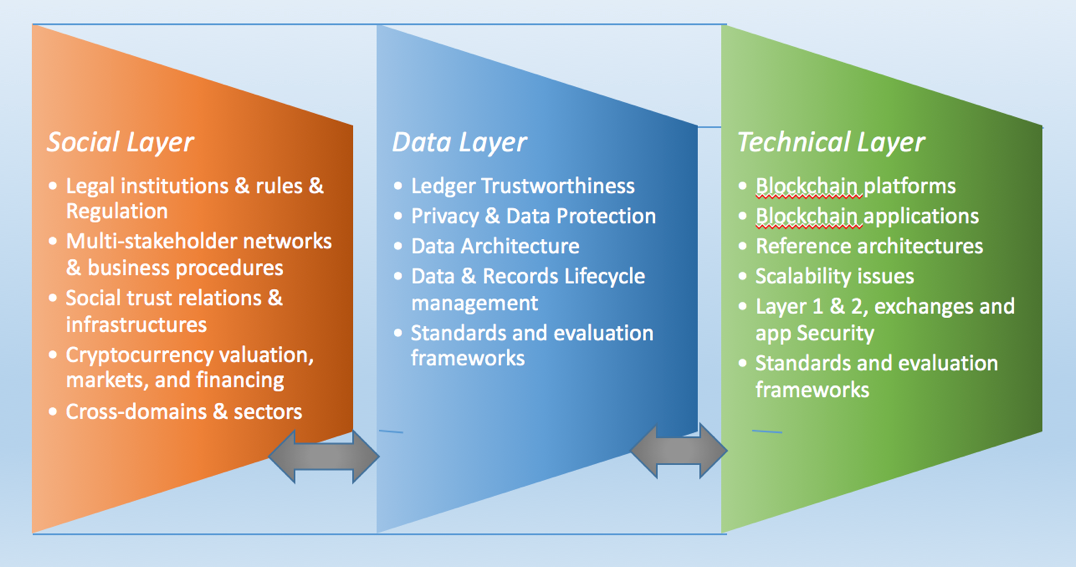 Social Layer
• Legal institutions & rules &
Regulation
• Multi-stakeholder networks
& business procedures
• Social trust relations &
infrastructures
• Cryptocurrency valuation,
markets, and financing
• Cross-domains & sectors
Data Layer
• Ledger Trustworthiness
• Privacy & Data Protection
• Data Architecture
• Data & Records Lifecycle
management
• Standards and evaluation
frameworks
Technical Layer
• Blockchain platforms
• Blockchain applications
• Reference architectures
• Scalability issues
• Layer 1 & 2, exchanges and
app Security
• Standards and evaluation
frameworks